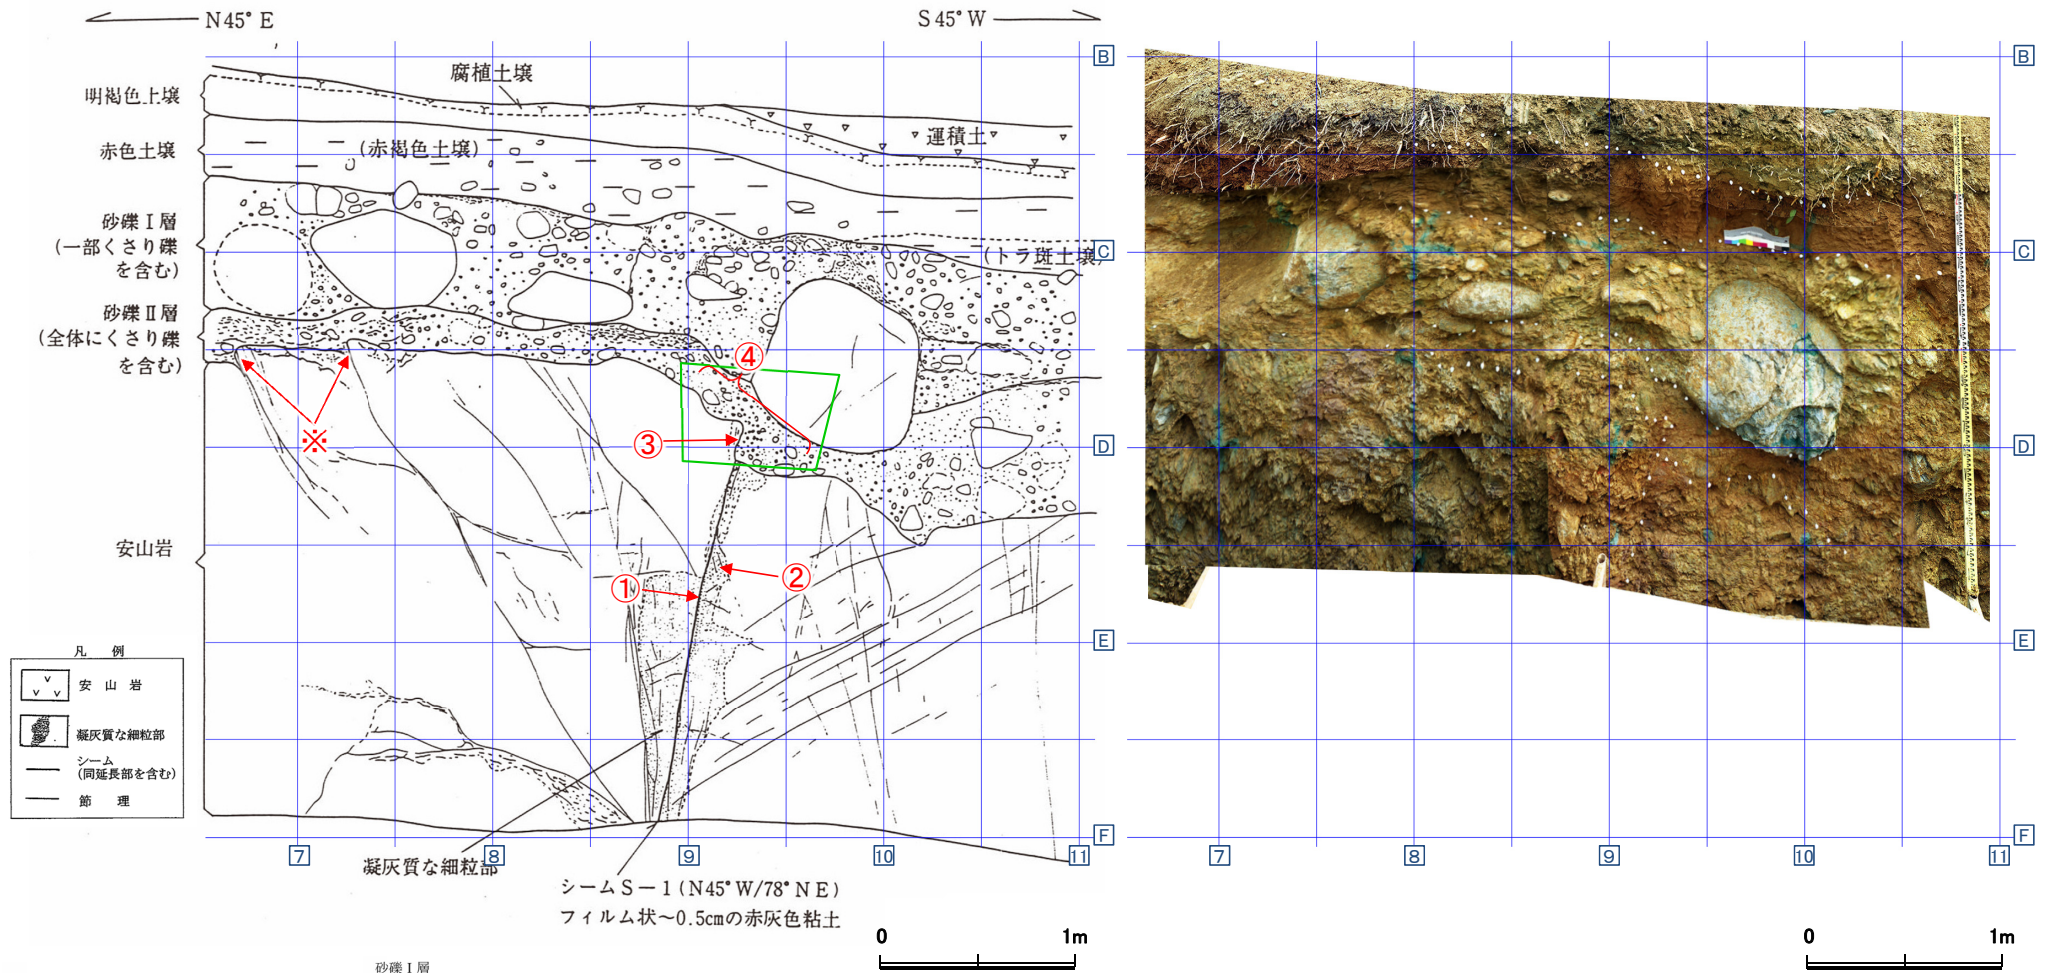 N45°E
S45°W
腐植土壌
明褐色土壌
運積土
赤色土壌
(赤褐色土壌)
砂礫Ⅰ層
(一部くさり礫
を含む)
(トラ斑土壌)
砂礫Ⅱ層
(全体にくさり礫
を含む)
④
③
※
安山岩
①
②
凡 例
安 山 岩
凝灰質な細粒部
シーム
(同延長部を含む)
節 理
凝灰質な細粒部
シームS－1(N45°W/78°NE)
フィルム状～0.5cmの赤灰色粘土
B
C
D
E
F
7
8
9
10
11
0
1m
B
C
D
E
F
7
8
9
10
11
0
1m
砂礫Ⅰ層